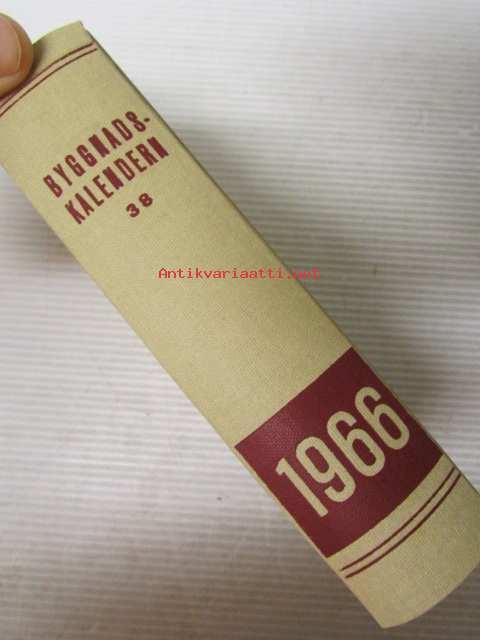 BYGGNADS-
KALENDERN
38
Antikvariaatti.net
1966